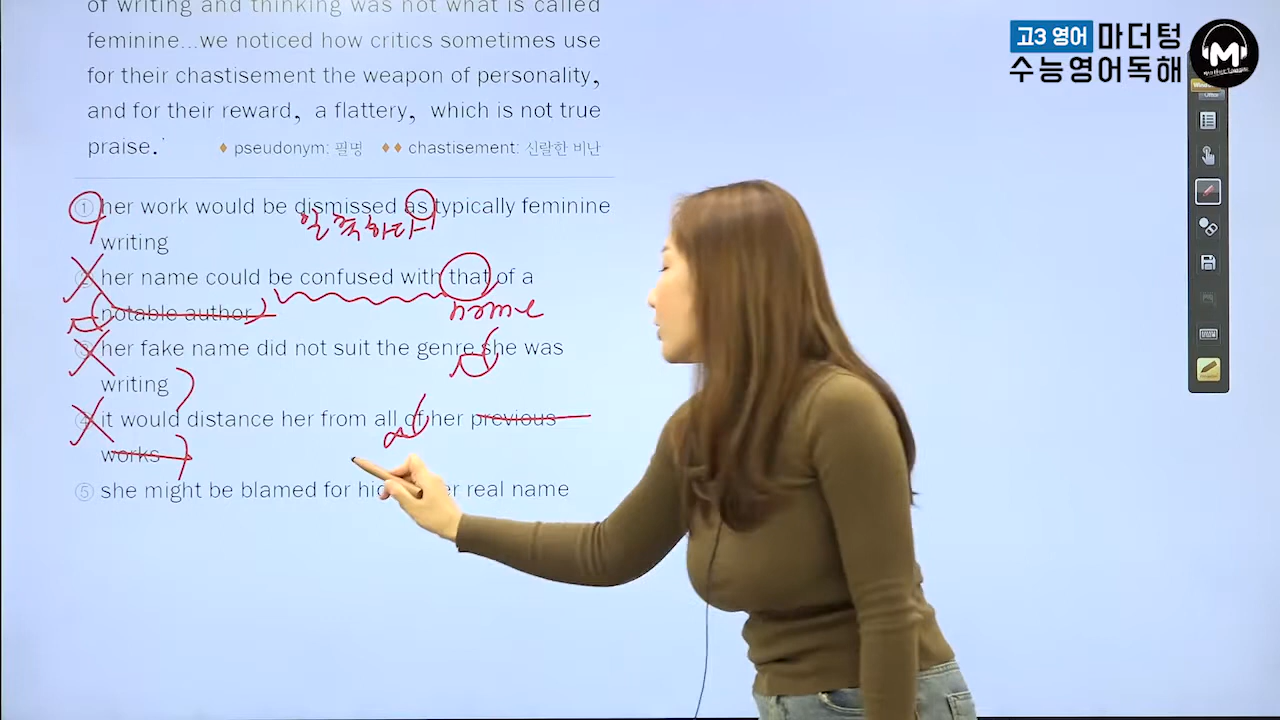 of writing and thinking was not what is called
feminine...we noticed how critics sometimes use
for their chastisement the weapon of personality,
and for their reward, a flattery, which is not true
praise.
♦ pseudonym: 필명 ♦♦ chastisement: 신랄한 비난
① her work would be dismissed as typically feminine
일축하다
writing
② her name could be confused with that of a
notable author
name
③ her fake name did not suit the genre she was
writing
④ it would distance her from all of her previous
works
⑤ she might be blamed for her real name
고3 영어 마더텅
수능영어독해
M